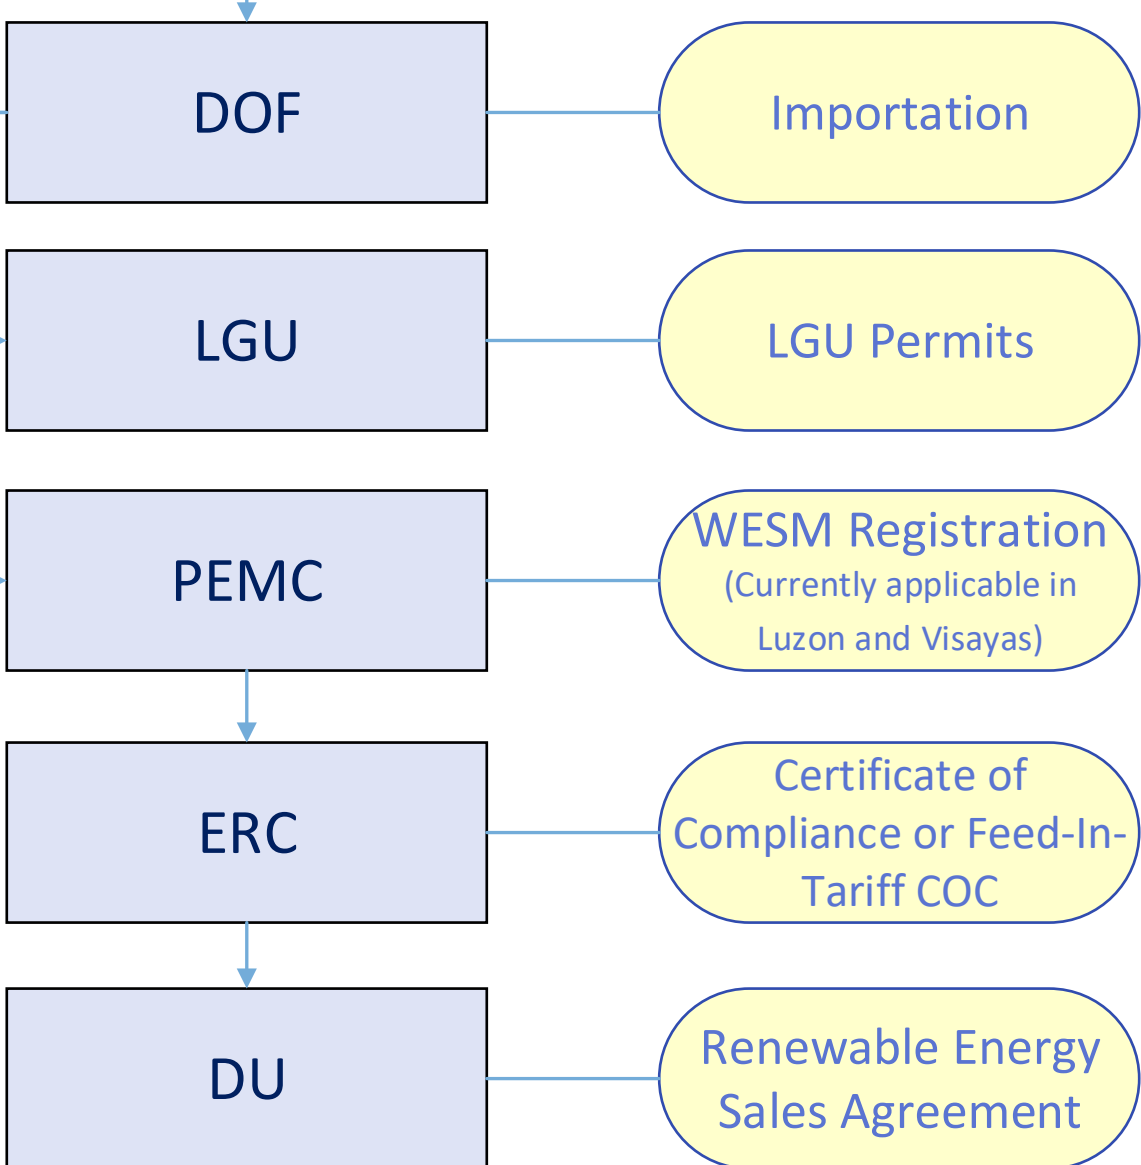 DOF
Importation
LGU
LGU Permits
PEMC
WESM Registration
(Currently applicable in
Luzon and Visayas)
ERC
Certificate of
Compliance or Feed-In-
Tariff COC
DU
Renewable Energy
Sales Agreement